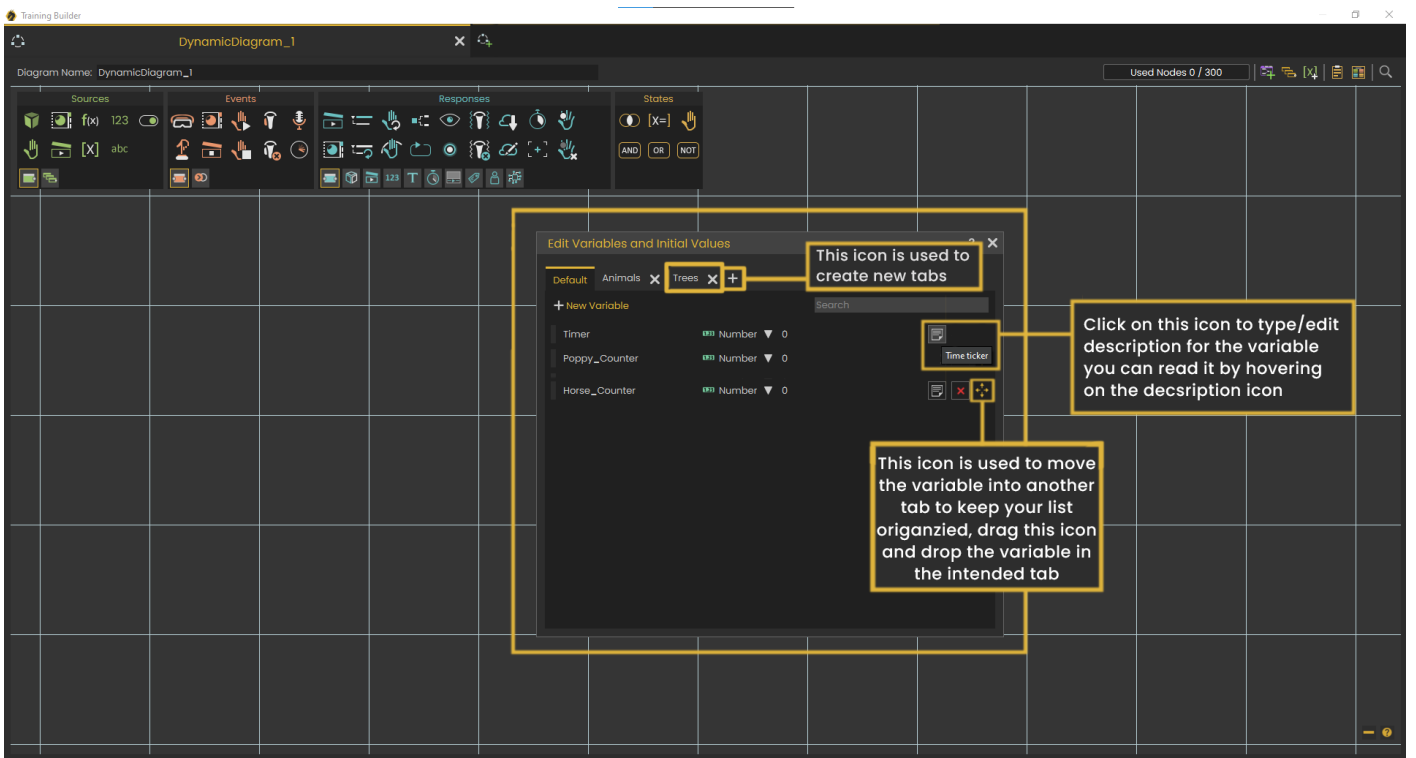 Training Builder
DynamicDiagram_1
Diagram Name: DynamicDiagram_1
Used Nodes 0 / 300
Sources
Events
Responses
States
f(x) 123
[X=]
[X] abc
AND OR NOT
123 T
Edit Variables and Initial Values
?
Default Animals Trees
New Variable
Search
Timer Number 0
Poppy_Counter Number 0
Time ticker
Horse_Counter Number 0
This icon is used to
create new tabs
Click on this icon to type/edit
description for the variable
you can read it by hovering
on the decsription icon
This icon is used to move
the variable into another
tab to keep your list
origanzied, drag this icon
and drop the variable in
the intended tab